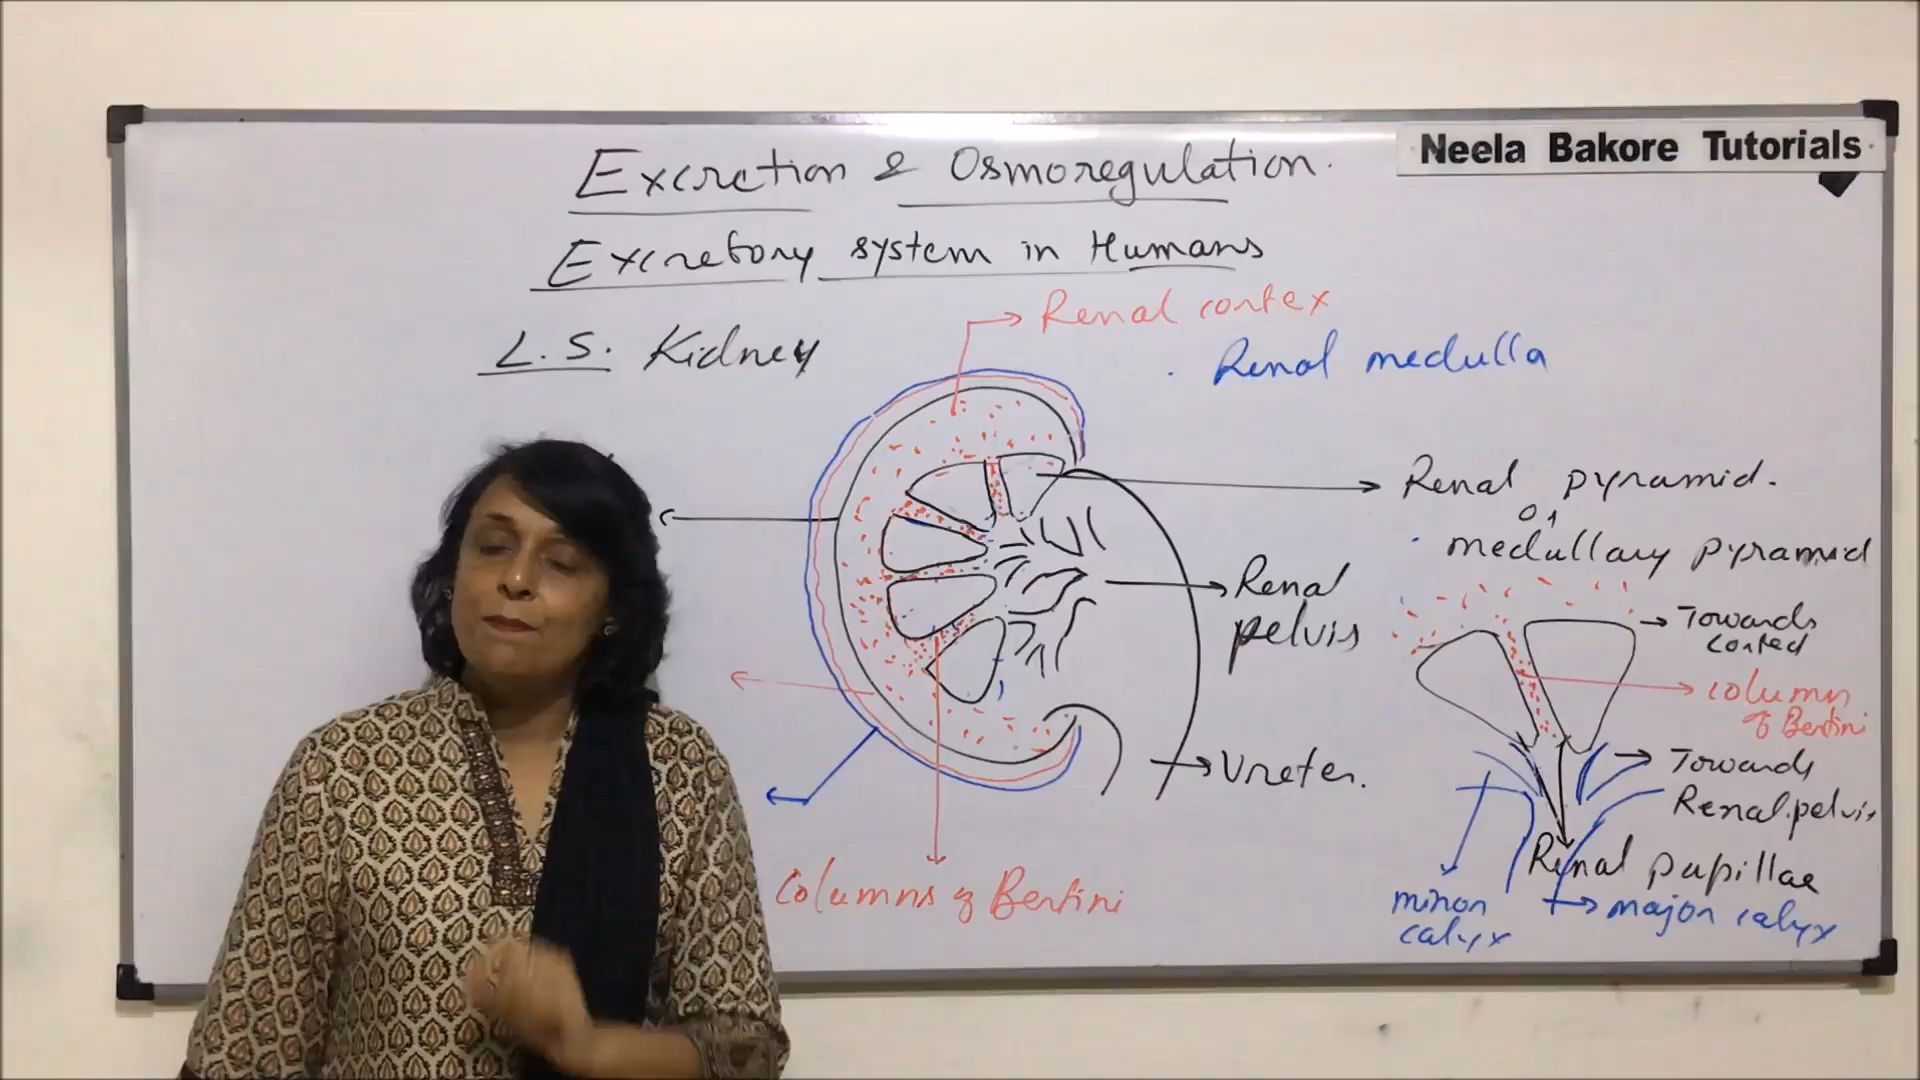 Neela Bakore Tutorials
Excretion & Osmoregulation.
Excretory system in Humans
L.S. Kidney
Renal cortex
Renal medulla
Renal pyramid.
or
medullary pyramid
Renal
pelvis
Ureter.
Columns of Bertini
Towards
cortex
columns
of Bertini
Towards
Renal pelvis
Renal papillae
minor
calyx
major calyx